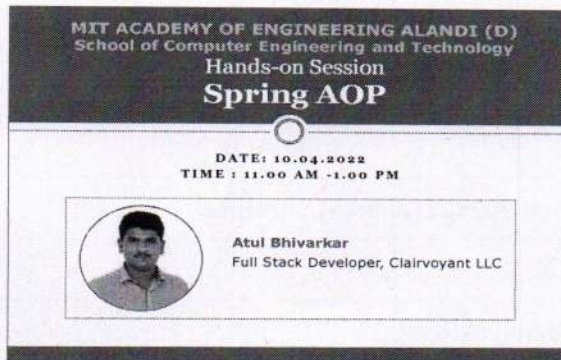 MIT ACADEMY OF ENGINEERING ALANDI (D)
School of Computer Engineering and Technology
Hands-on Session
Spring AOP
DATE: 10.04.2022
TIME : 11.00 AM -1.00 PM
Atul Bhivarkar
Full Stack Developer, Clairvoyant LLC